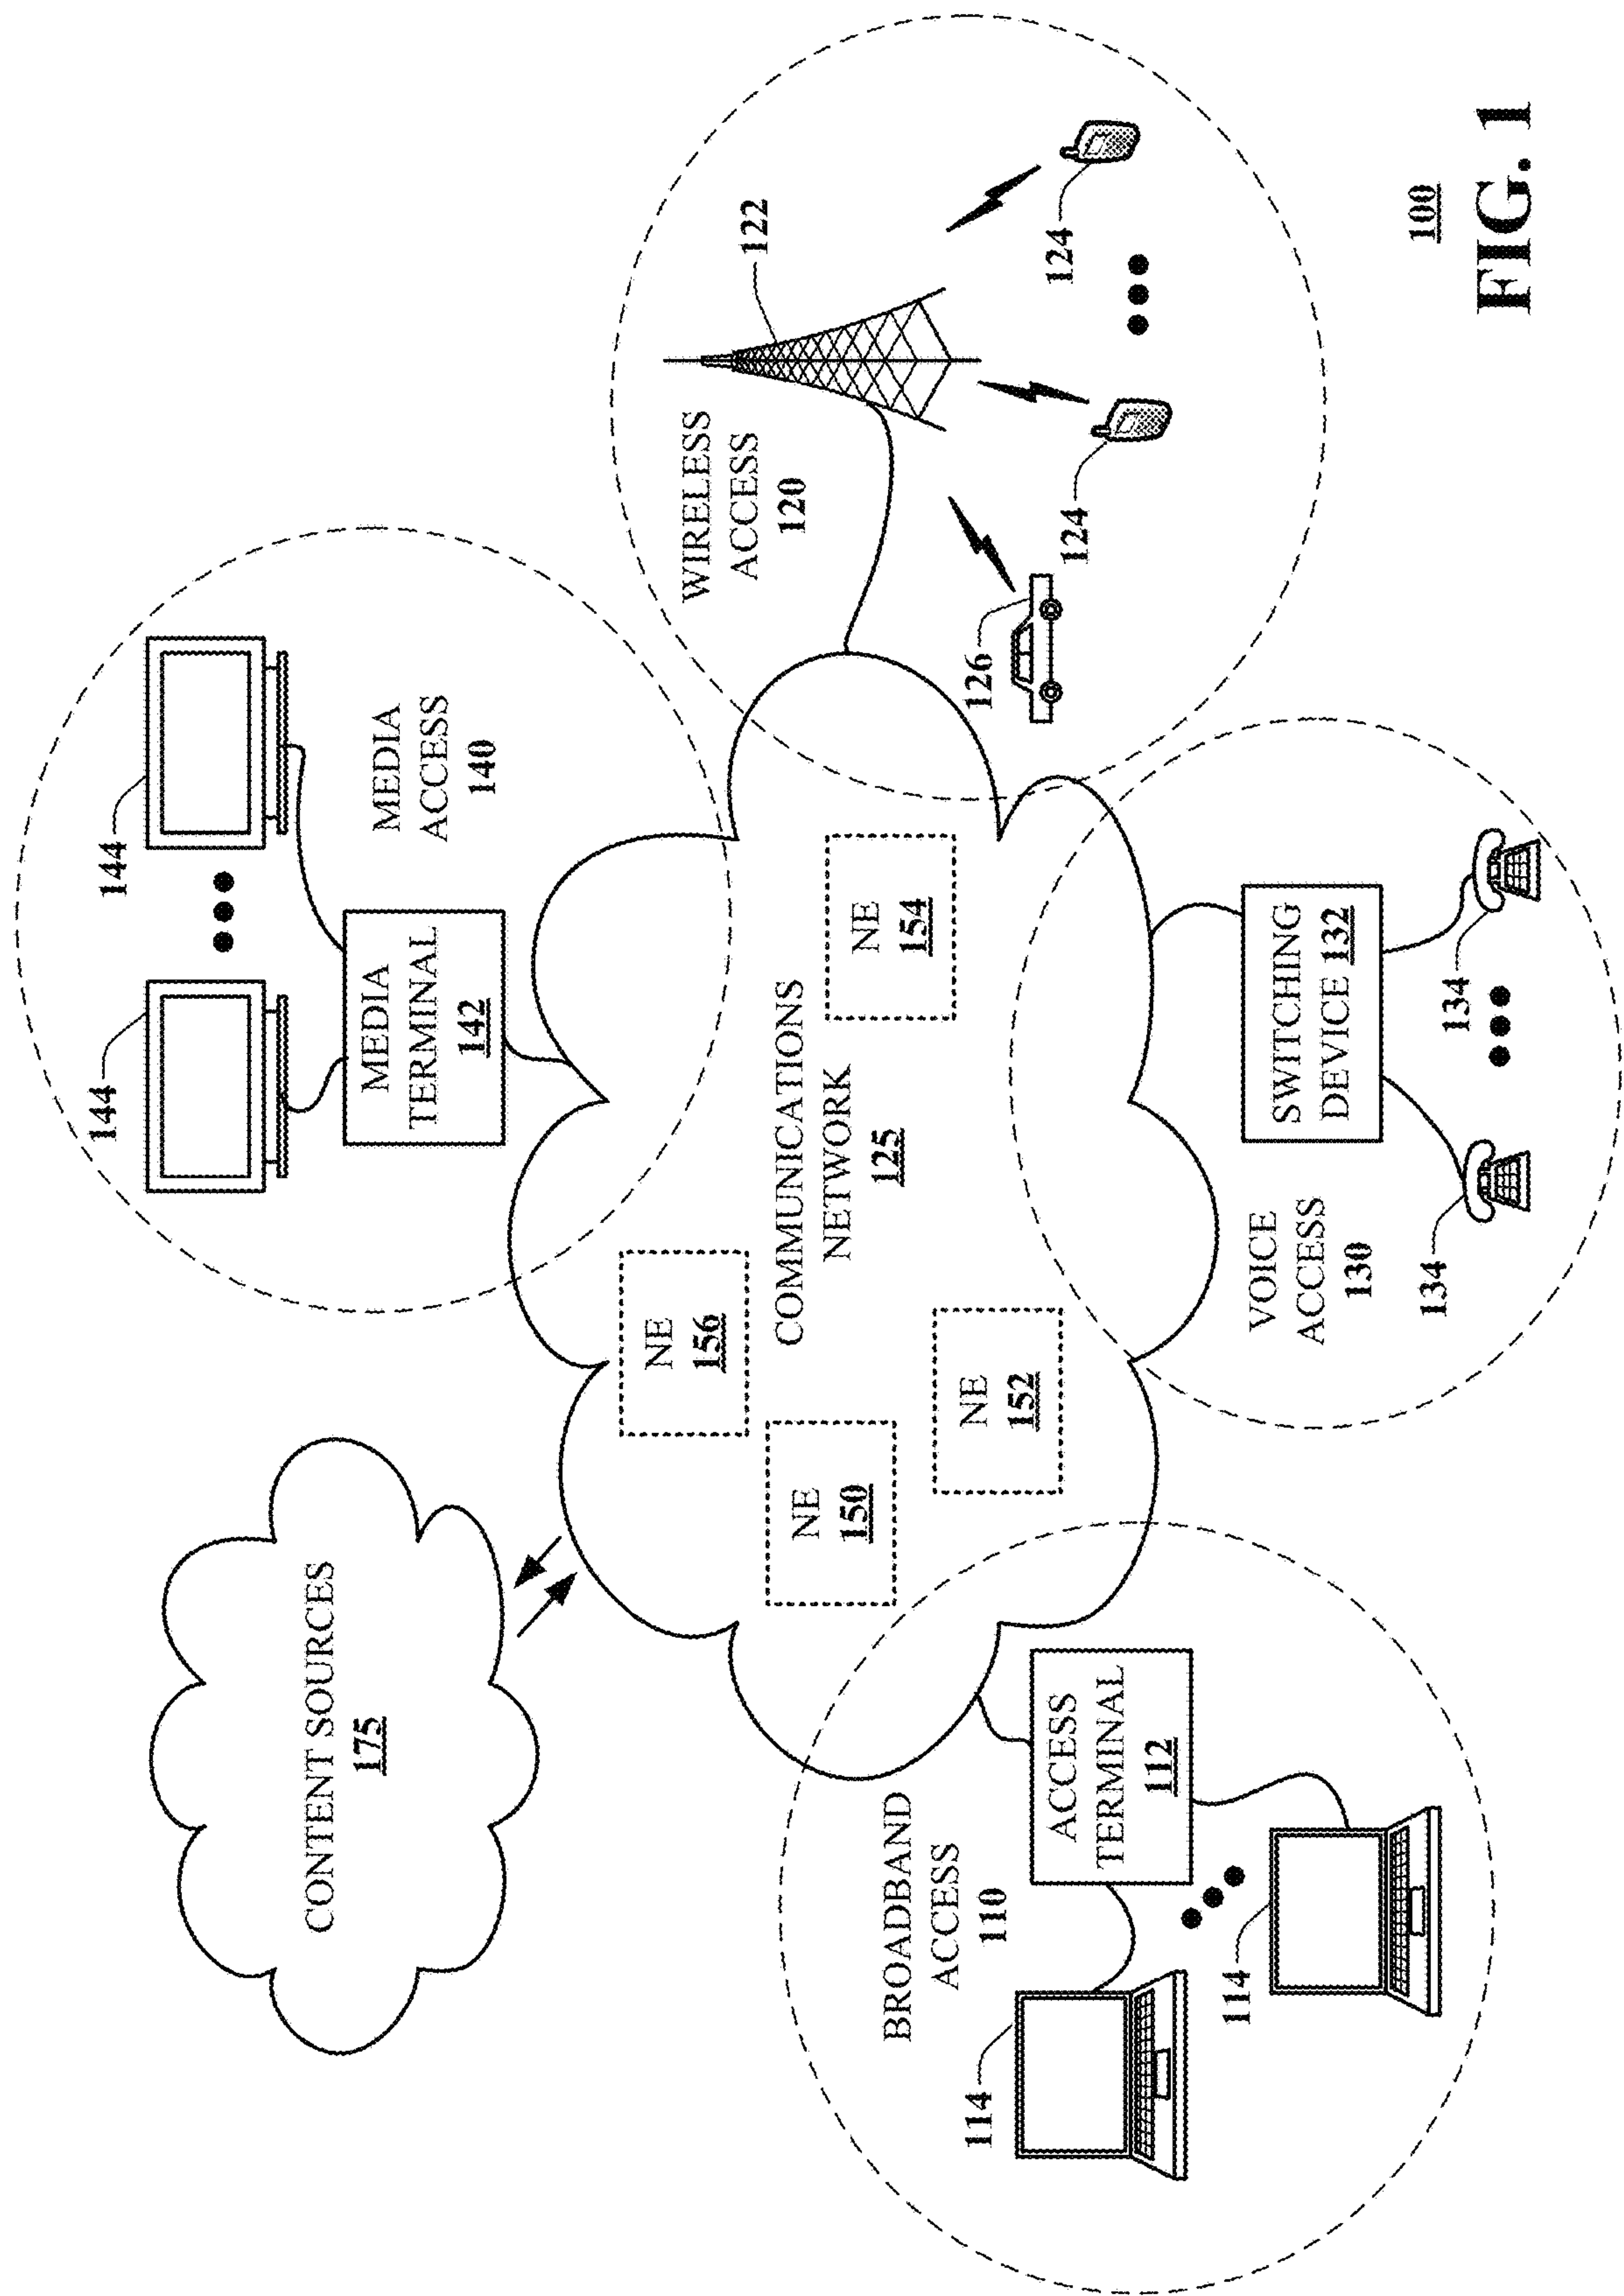 144
144
MEDIA
TERMINAL
142
MEDIA
ACCESS
140
CONTENT SOURCES
175
WIRELESS
ACCESS
120
122
124
124
126
NE
156
NE
150
NE
152
NE
154
COMMUNICATIONS
NETWORK
125
BROADBAND
ACCESS
110
ACCESS
TERMINAL
112
114
114
VOICE
ACCESS
130
SWITCHING
DEVICE 132
134
134
100
FIG. 1